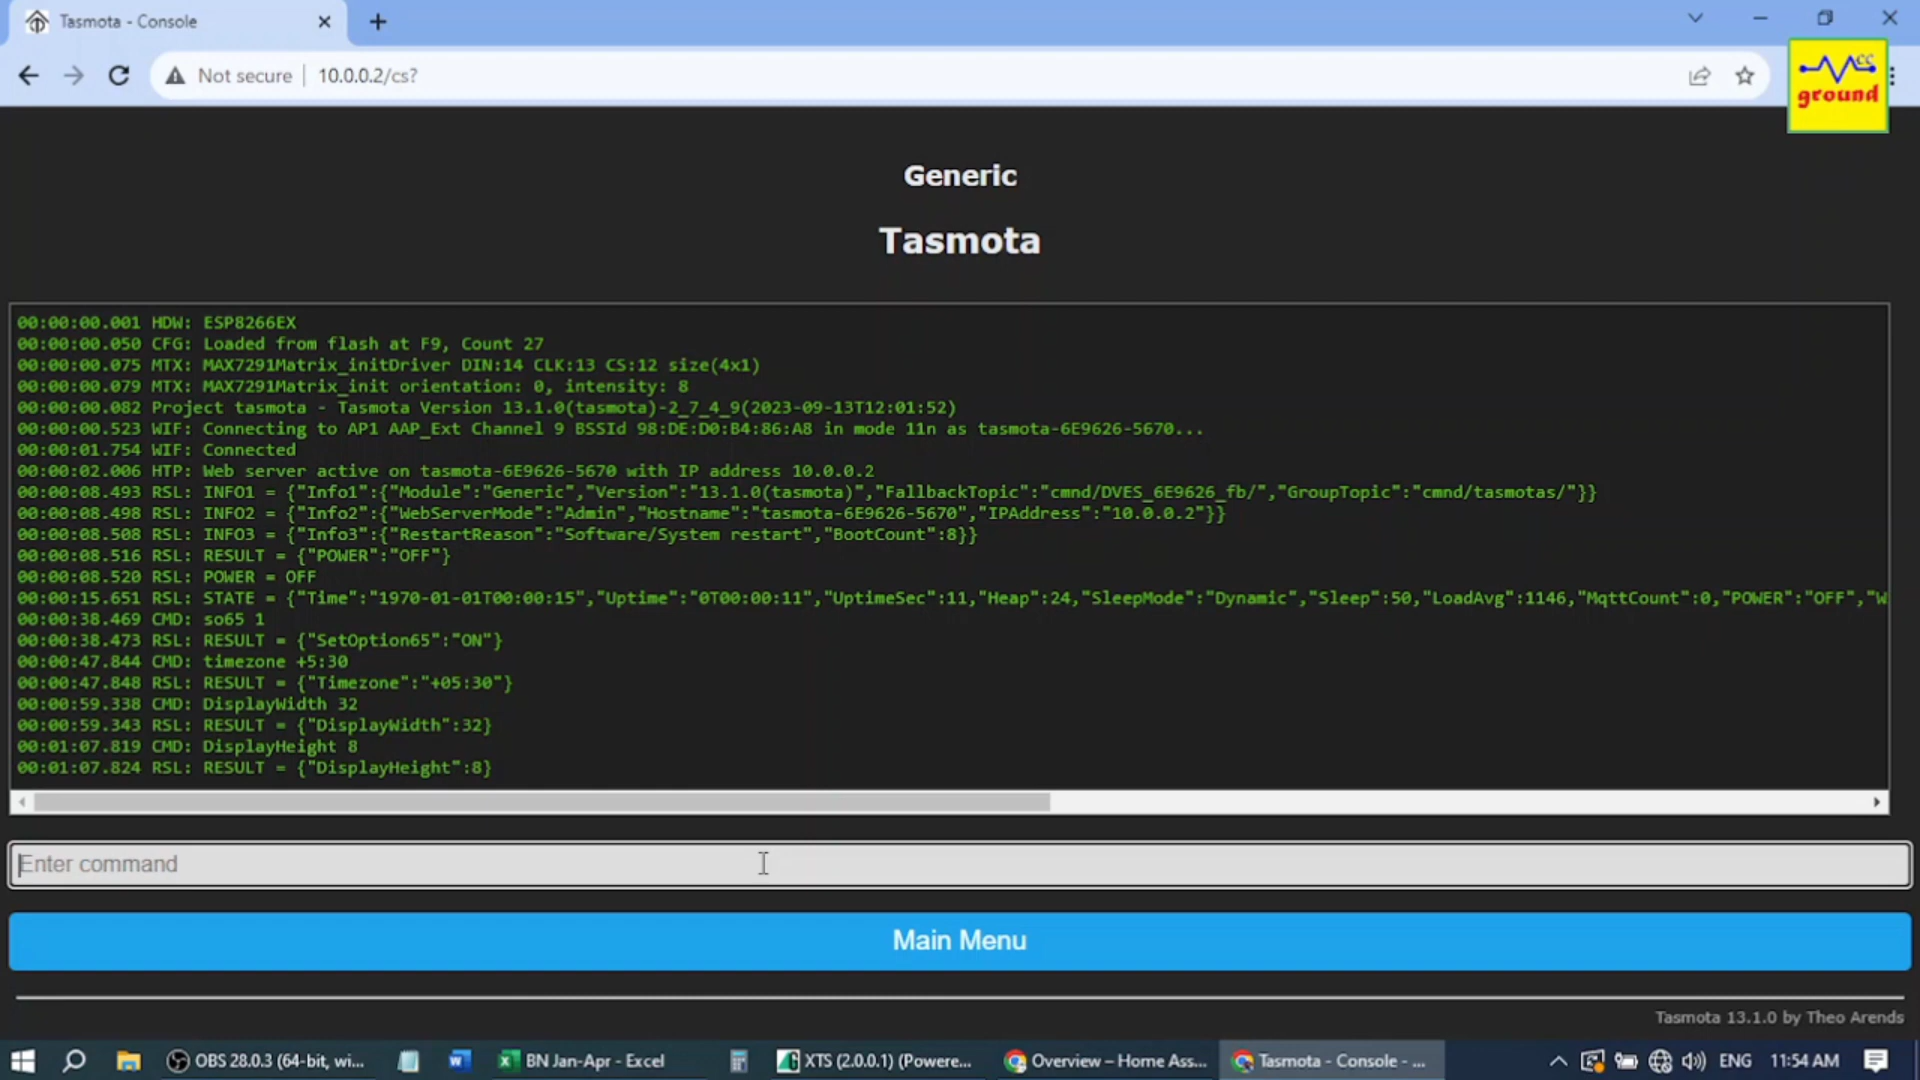 Tasmota - Console
Not secure
10.0.0.2/cs?
CC
ground
Generic
Tasmota
00:00:00.001 HDW: ESP8266EX
00:00:00.050 CFG: Loaded from flash at F9, Count 27
00:00:00.075 MTX: MAX7291Matrix_initDriver DIN:14 CLK:13 CS:12 size(4x1)
00:00:00.079 MTX: MAX7291Matrix_init orientation: 0, intensity: 8
00:00:00.082 Project tasmota - Tasmota Version 13.1.0(tasmota)-2_7_4_9(2023-09-13T12:01:52)
00:00:00.523 WIF: Connecting to AP1 AAP_Ext Channel 9 BSSId 98:DE:D0:B4:86:A8 in mode 11n as tasmota-6E9626-5670...
00:00:01.754 WIF: Connected
00:00:02.006 HTP: Web server active on tasmota-6E9626-5670 with IP address 10.0.0.2
00:00:08.493 RSL: INFO1 = {"Info1":{"Module":"Generic","Version":"13.1.0(tasmota)","FallbackTopic":"cmnd/DVES_6E9626_fb/","GroupTopic":"cmnd/tasmotas/"}}
00:00:08.498 RSL: INFO2 = {"Info2":{"WebServerMode":"Admin","Hostname":"tasmota-6E9626-5670","IPAddress":"10.0.0.2"}}
00:00:08.508 RSL: INFO3 = {"Info3":{"RestartReason":"Software/System restart","BootCount":8}}
00:00:08.516 RSL: RESULT = {"POWER":"OFF"}
00:00:08.520 RSL: POWER = OFF
00:00:15.651 RSL: STATE = {"Time":"1970-01-01T00:00:15","Uptime":"0T00:00:11","UptimeSec":11,"Heap":24,"SleepMode":"Dynamic","Sleep":50,"LoadAvg":1146,"MqttCount":0,"POWER":"OFF","W
00:00:38.469 CMD: so65 1
00:00:38.473 RSL: RESULT = {"SetOption65":"ON"}
00:00:47.844 CMD: timezone +5:30
00:00:47.848 RSL: RESULT = {"Timezone":"+05:30"}
00:00:59.338 CMD: DisplayWidth 32
00:00:59.343 RSL: RESULT = {"DisplayWidth":32}
00:01:07.819 CMD: DisplayHeight 8
00:01:07.824 RSL: RESULT = {"DisplayHeight":8}
Enter command
Main Menu
Tasmota 13.1.0 by Theo Arends
OBS 28.0.3 (64-bit, wi...
BN Jan-Apr - Excel
XTS (2.0.0.1) (Powere...
Overview – Home Ass...
Tasmota - Console - ...
ENG
11:54 AM